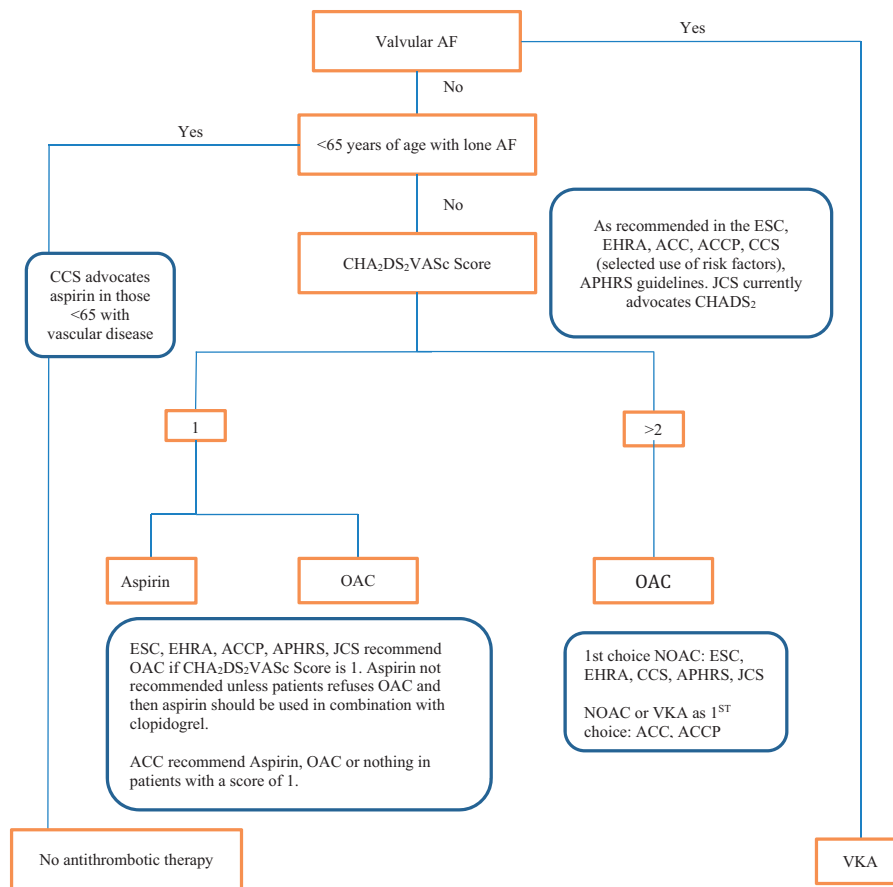 Valvular AF
Yes
No
Yes
<65 years of age with lone AF
No
CHA₂DS₂VASc Score
As recommended in the ESC,
EHRA, ACC, ACCP, CCS
(selected use of risk factors),
APHRS guidelines. JCS currently
advocates CHADS₂
CCS advocates
aspirin in those
<65 with
vascular disease
1
>2
Aspirin
OAC
OAC
ESC, EHRA, ACCP, APHRS, JCS recommend
OAC if CHA₂DS₂VASc Score is 1. Aspirin not
recommended unless patients refuses OAC and
then aspirin should be used in combination with
clopidogrel.
ACC recommend Aspirin, OAC or nothing in
patients with a score of 1.
1st choice NOAC: ESC,
EHRA, CCS, APHRS, JCS
NOAC or VKA as 1ST
choice: ACC, ACCP
No antithrombotic therapy
VKA